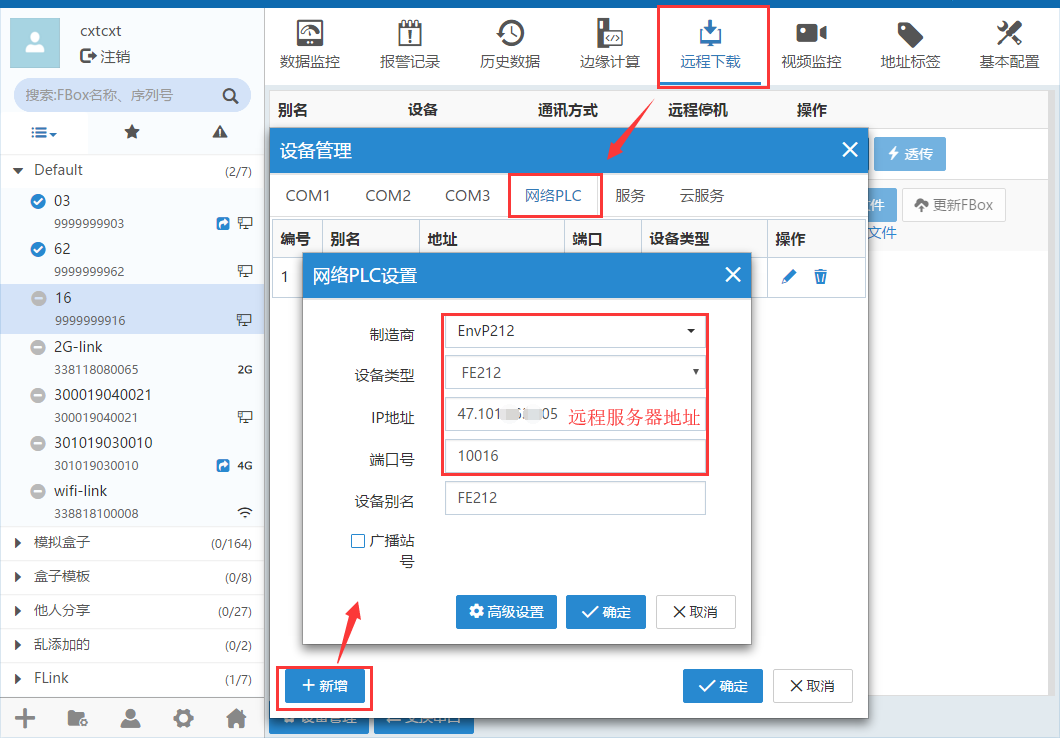 cxtcxt
注销
数据监控 报警记录 历史数据 边缘计算 远程下载 视频监控 地址标签 基本配置
搜索:FBox名称、序列号
别名 设备 通讯方式 远程停机 操作
Default (2/7)
03
9999999903
62
9999999962
16
9999999916
2G-link
338118080065 2G
300019040021
300019040021
301019030010
301019030010 4G
wifi-link
338818100008
模拟盒子 (0/164)
盒子模板 (0/8)
他人分享 (0/27)
乱添加的 (0/2)
FLink (1/7)
透传
件 更新FBox
文件
设备管理
COM1 COM2 COM3 网络PLC 服务 云服务
编号 别名 地址 端口 设备类型 操作
1
网络PLC设置
制造商 EnvP212
设备类型 FE212
IP地址 47.101 05 远程服务器地址
端口号 10016
设备别名 FE212
广播站
号
高级设置 确定 取消
新增 确定 取消
设备管理 交换串口